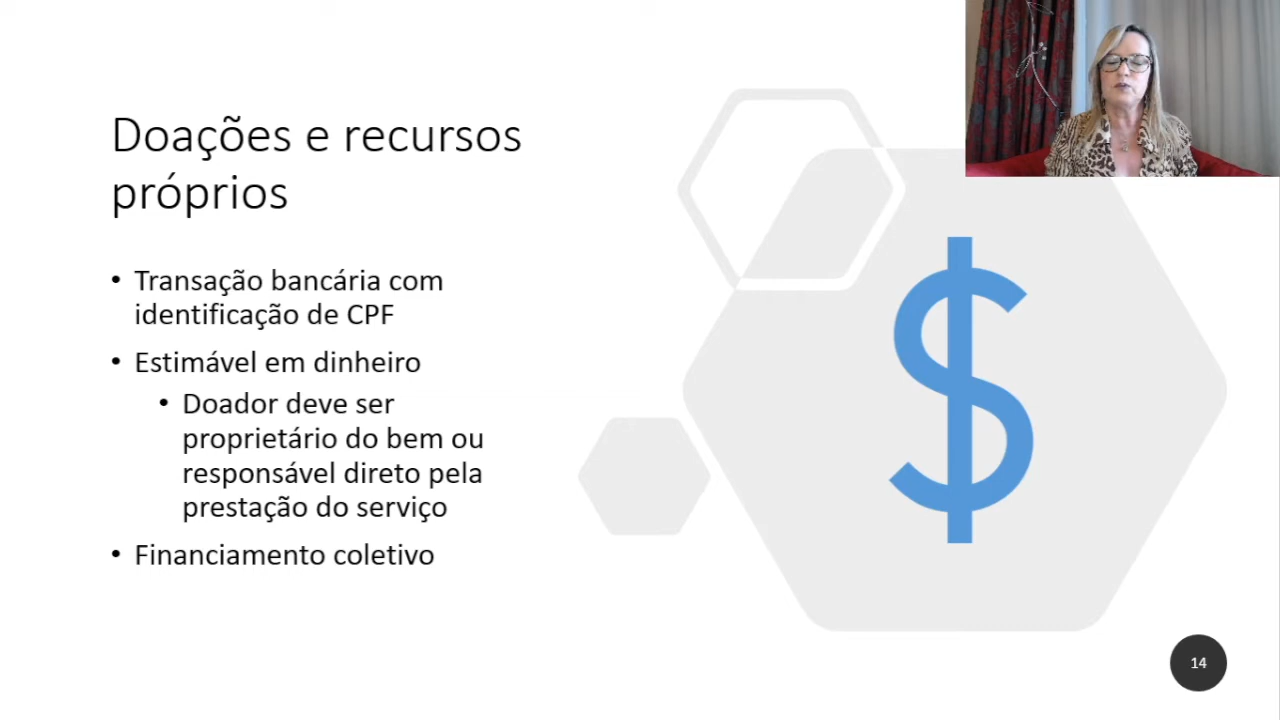 Doações e recursos
próprios
• Transação bancária com
identificação de CPF
• Estimável em dinheiro
• Doador deve ser
proprietário do bem ou
responsável direto pela
prestação do serviço
• Financiamento coletivo
$
14